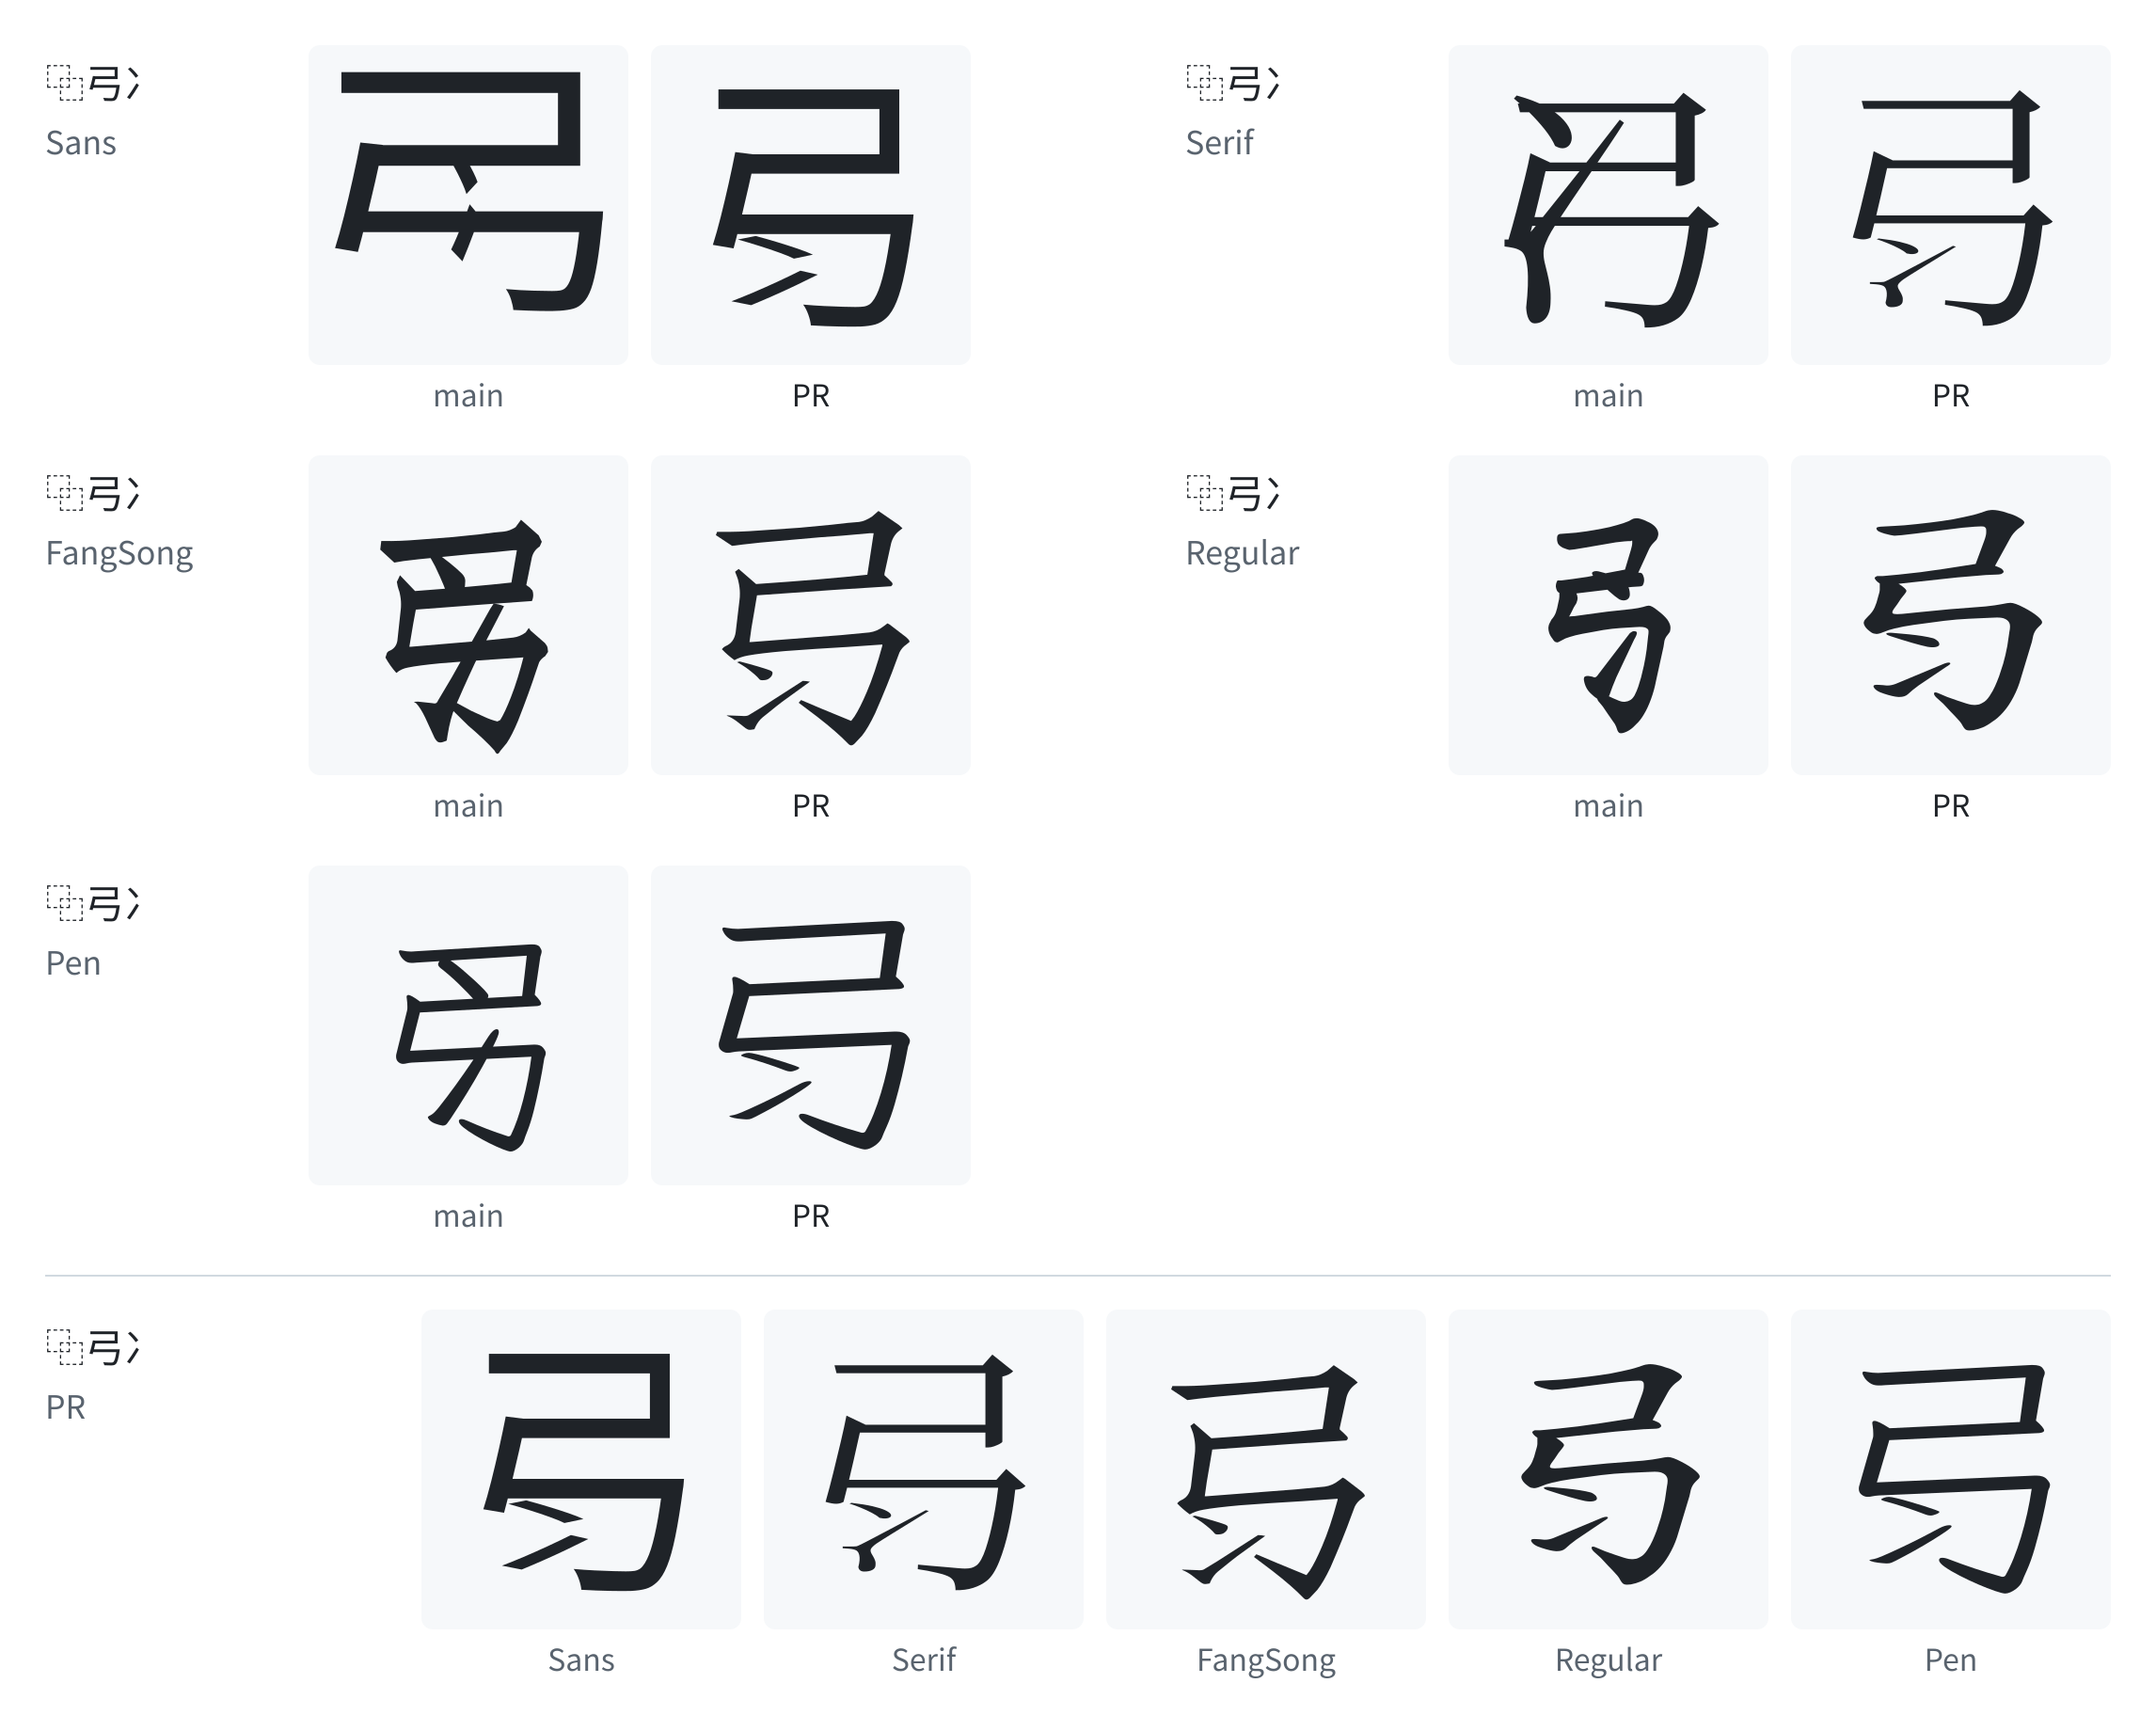 ⿻弓冫
Sans
main
PR
⿻弓冫
Serif
main
PR
⿻弓冫
FangSong
main
PR
⿻弓冫
Regular
main
PR
⿻弓冫
Pen
main
PR
⿻弓冫
PR
Sans
Serif
FangSong
Regular
Pen